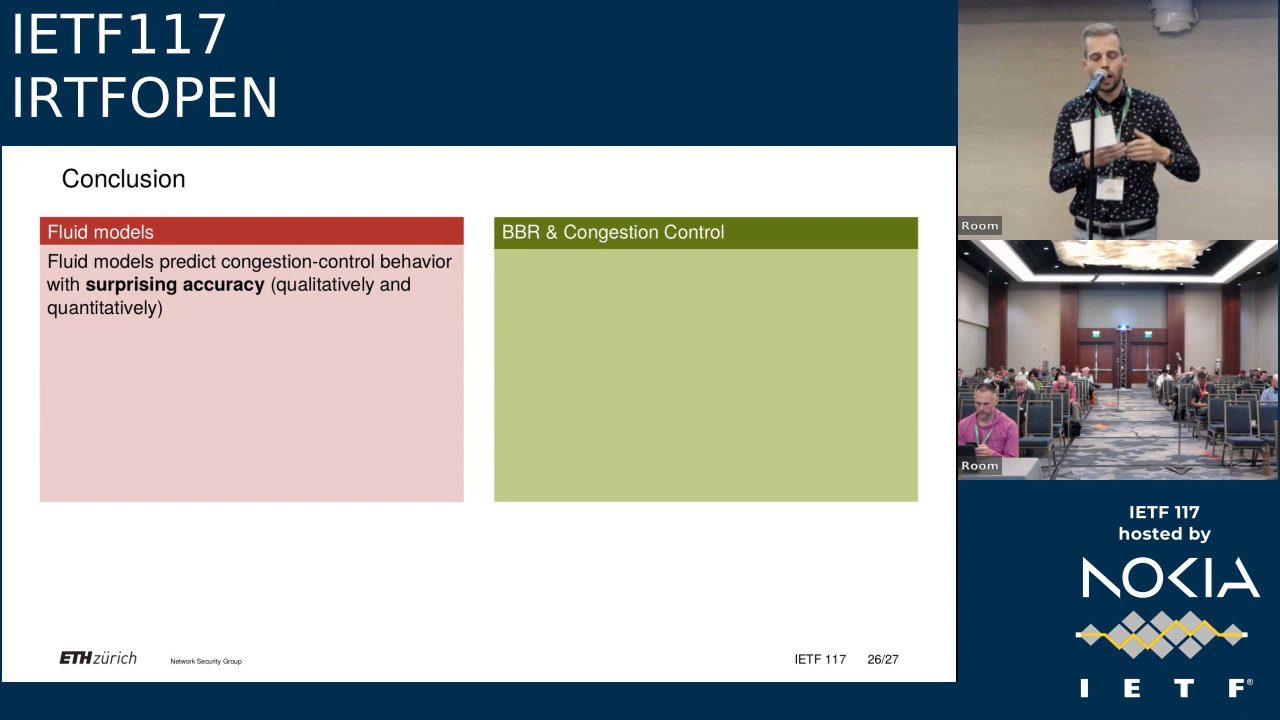 IETF117
IRTFOPEN
Conclusion
Fluid models
Fluid models predict congestion-control behavior
with surprising accuracy (qualitatively and
quantitatively)
BBR & Congestion Control
ETH zürich
Network Security Group
IETF 117
26/27
Room
Room
IETF 117
hosted by
NOKIA
I E T F®